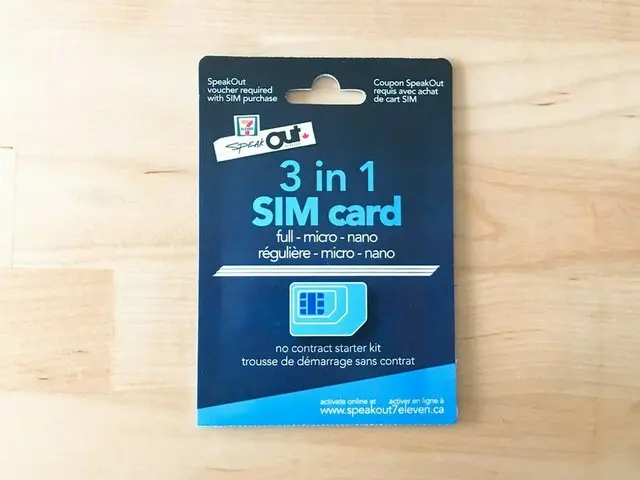 SpeakOut
voucher required
with SIM purchase
Coupon SpeakOut
requis avec achat
de cart SIM
7
ELEVEN
SPEAK Out
3 in 1
SIM card
full - micro - nano
régulière - micro - nano
no contract starter kit
trousse de démarrage sans contrat
activate online at
activer en ligne à
www.speakout7eleven.ca